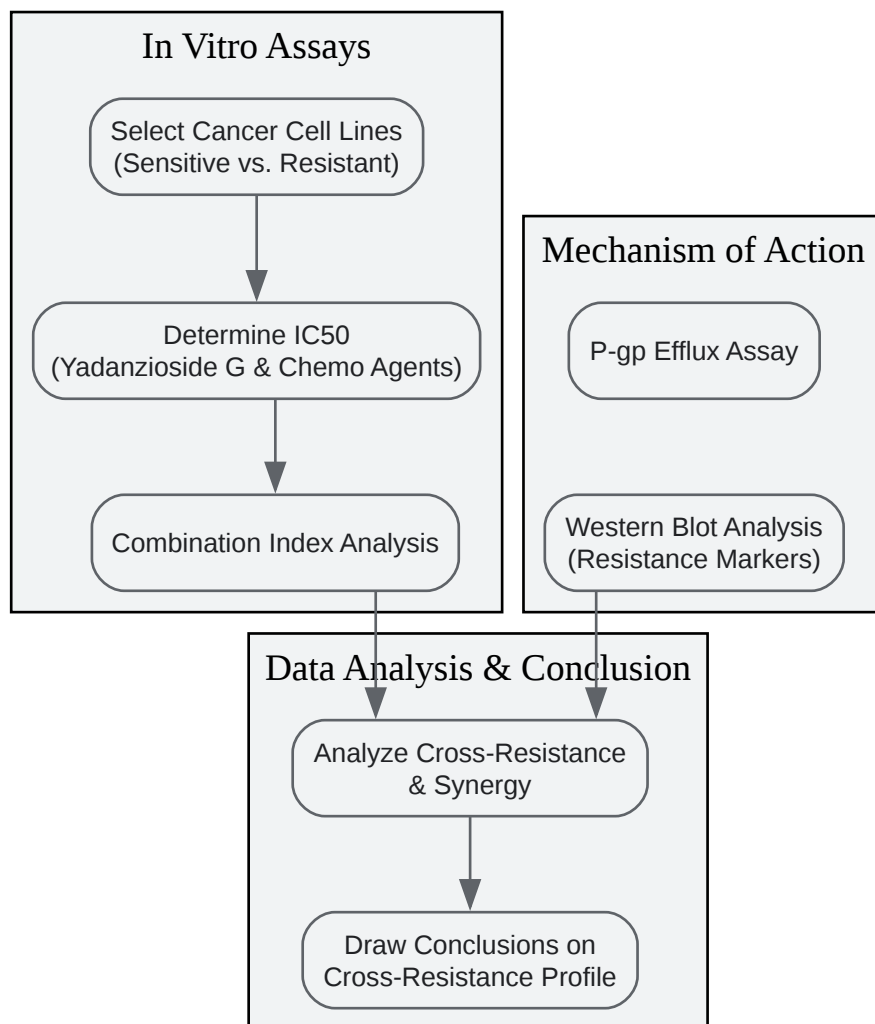 In Vitro Assays
Select Cancer Cell Lines
(Sensitive vs. Resistant)
Determine IC50
(Yadanzioside G & Chemo Agents)
Combination Index Analysis
Mechanism of Action
P-gp Efflux Assay
Western Blot Analysis
(Resistance Markers)
Data Analysis & Conclusion
Analyze Cross-Resistance
& Synergy
Draw Conclusions on
Cross-Resistance Profile